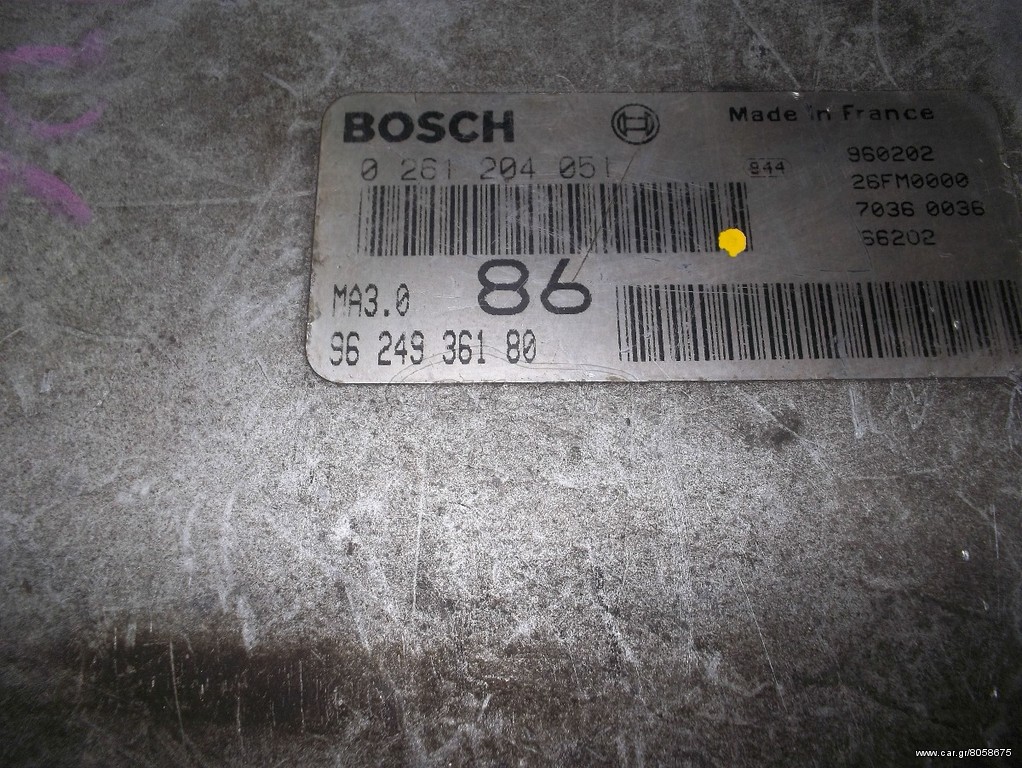 BOSCH
Made in France
0 261 204 051
944
960202
26FM0000
7036 0036
66202
86
MA3.0
96 249 361 80
www.car.gr/8058675